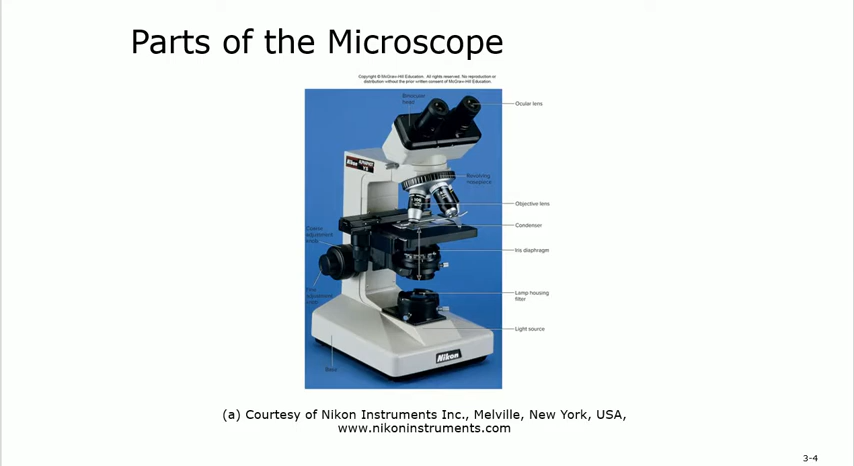 Parts of the Microscope
Copyright © McGraw-Hill Education. All rights reserved. No reproduction or
distribution without the prior written consent of McGraw-Hill Education.
Binocular
head
Ocular lens
Nikon
YS
Revolving
nosepiece
Objective lens
Condenser
Coarse
adjustment
knob
Iris diaphragm
Fine
adjustment
knob
Lamp housing
filter
Light source
Nikon
Base
(a) Courtesy of Nikon Instruments Inc., Melville, New York, USA,
www.nikoninstruments.com
3-4